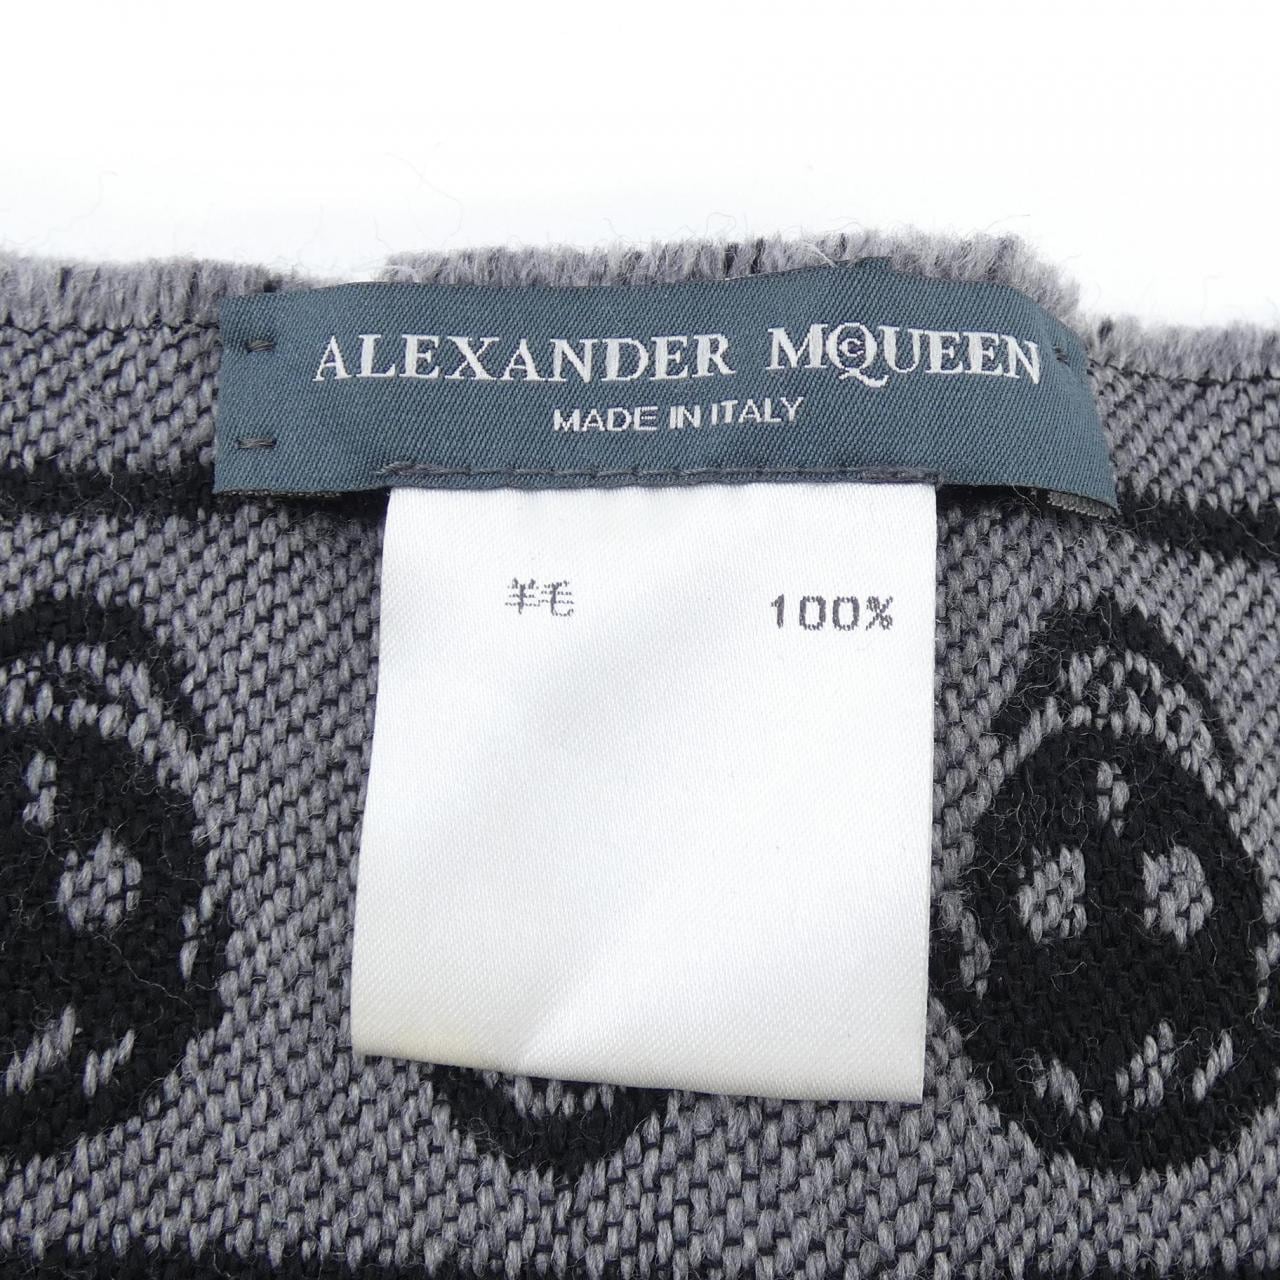 ALEXANDER MCQUEEN
MADE IN ITALY
羊毛 100%